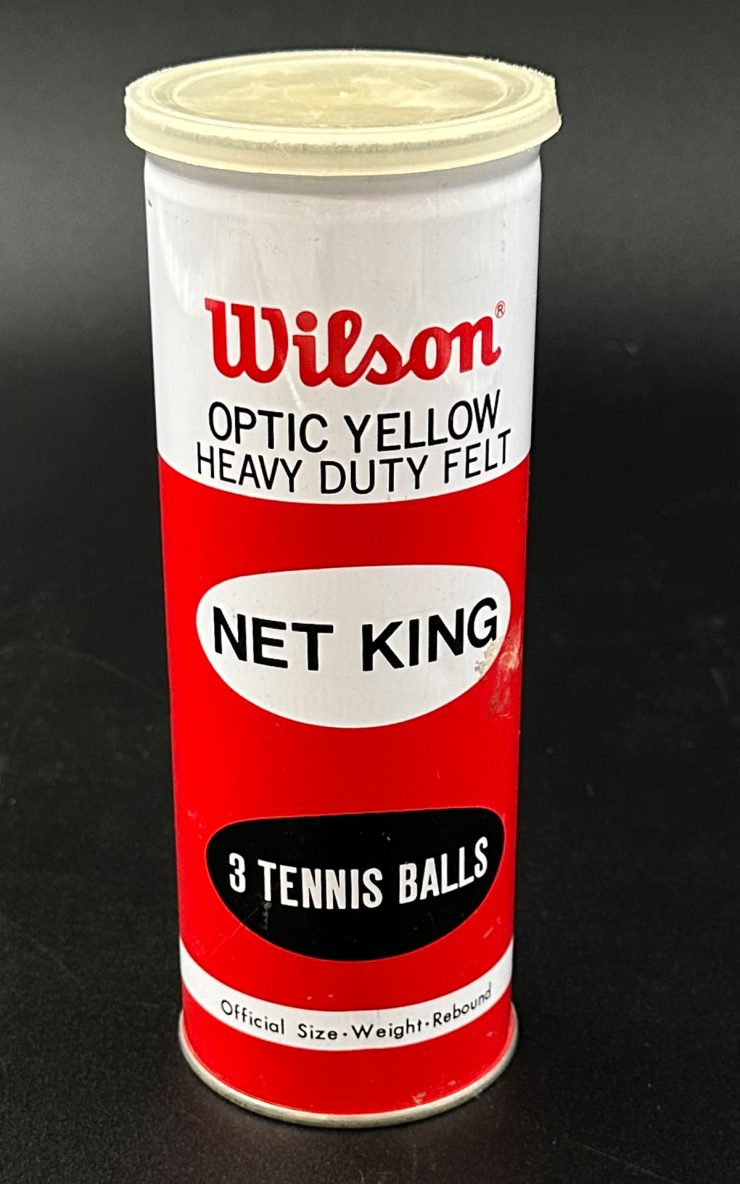 Wilson®
OPTIC YELLOW
HEAVY DUTY FELT
NET KING
3 TENNIS BALLS
Official Size·Weight·Rebound